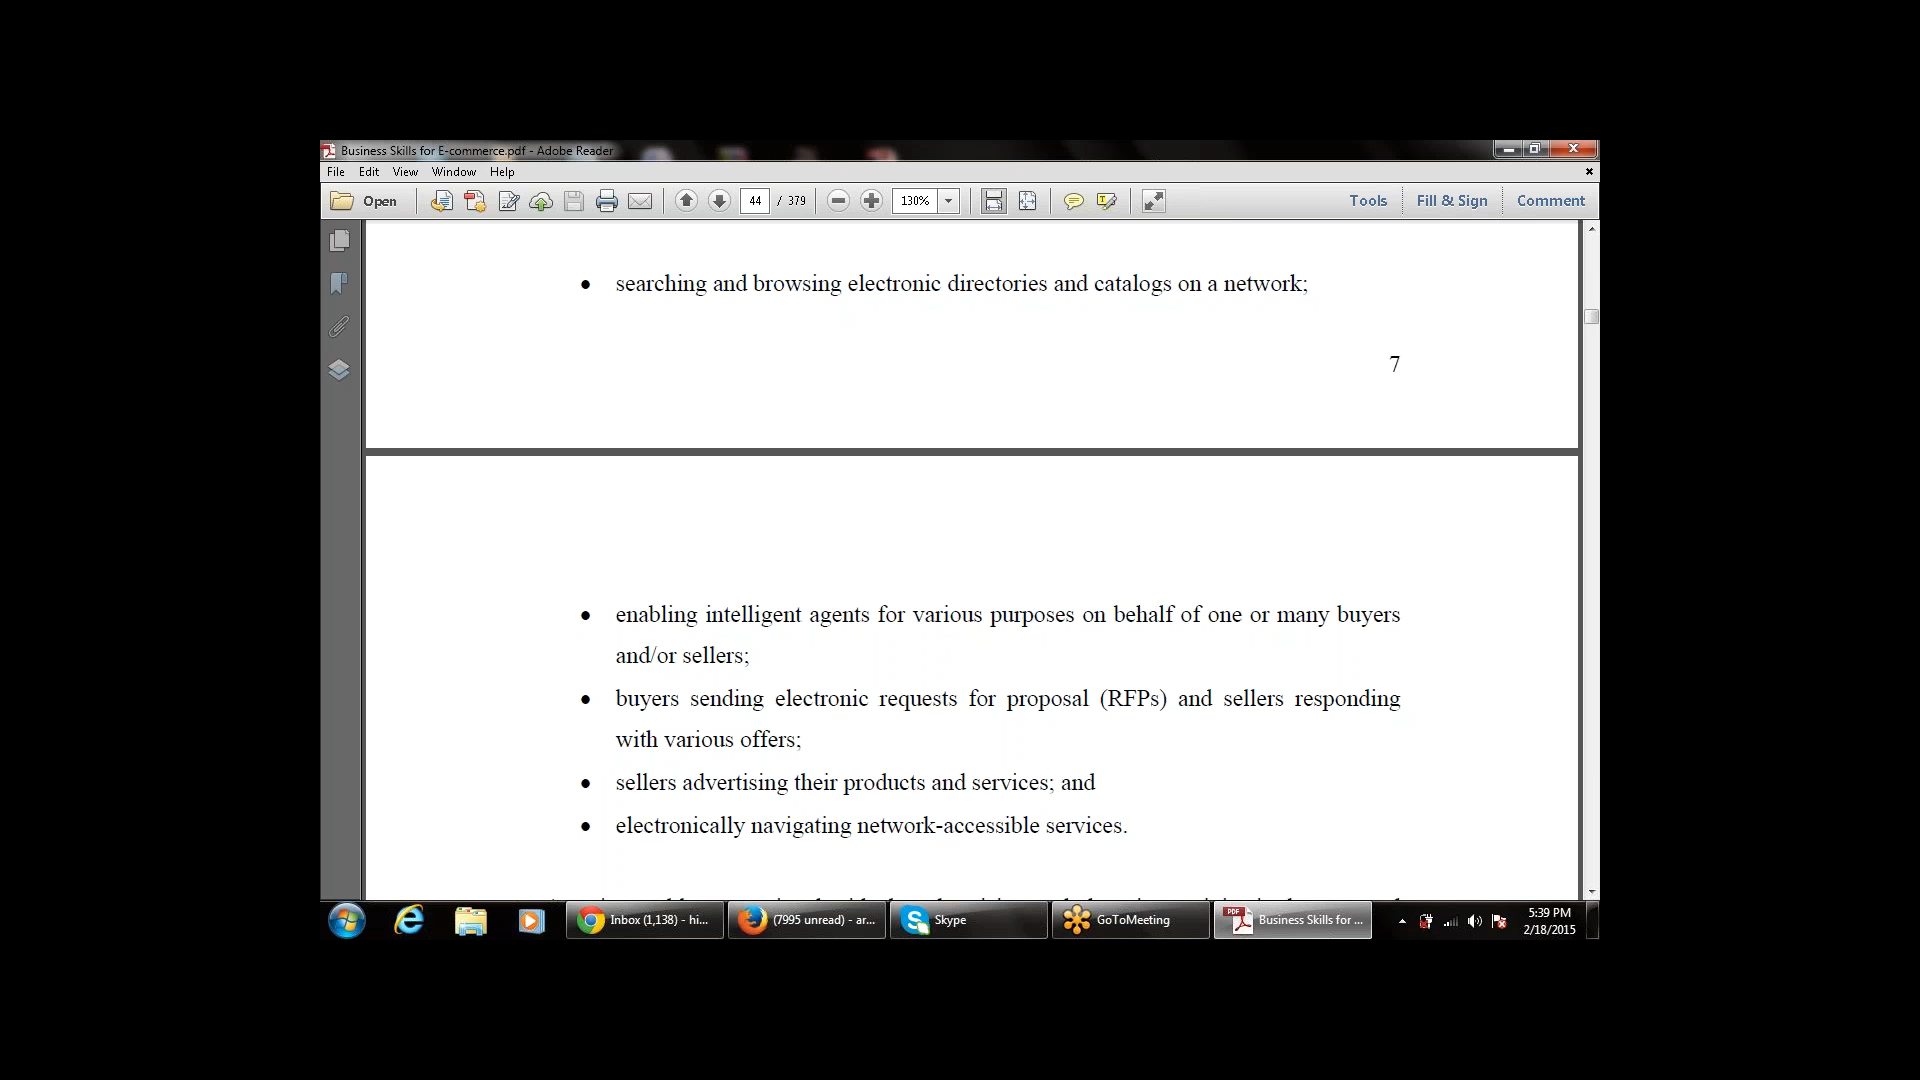 Business Skills for E-commerce.pdf - Adobe Reader
File Edit View Window Help
Open 44 / 379 130% Tools Fill & Sign Comment
• searching and browsing electronic directories and catalogs on a network;
7
• enabling intelligent agents for various purposes on behalf of one or many buyers
and/or sellers;
• buyers sending electronic requests for proposal (RFPs) and sellers responding
with various offers;
• sellers advertising their products and services; and
• electronically navigating network-accessible services.
Inbox (1,138) - hi... (7995 unread) - ar... Skype GoToMeeting PDF Business Skills for ... 5:39 PM
2/18/2015